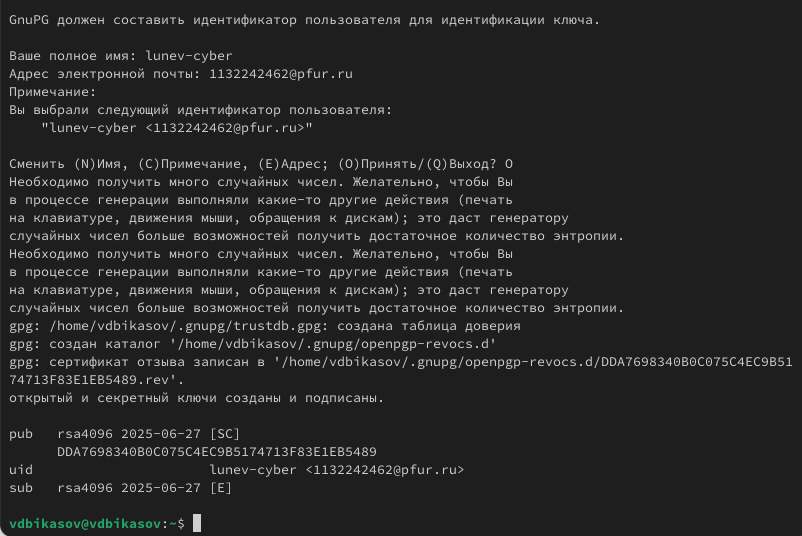 GnuPG должен составить идентификатор пользователя для идентификации ключа.
Ваше полное имя: lunev-cyber
Адрес электронной почты: 1132242462@pfur.ru
Примечание:
Вы выбрали следующий идентификатор пользователя:
"lunev-cyber <1132242462@pfur.ru>"
Сменить (N)Имя, (C)Примечание, (E)Адрес; (O)Принять/(Q)Выход? O
Необходимо получить много случайных чисел. Желательно, чтобы Вы
в процессе генерации выполняли какие-то другие действия (печать
на клавиатуре, движения мыши, обращения к дискам); это даст генератору
случайных чисел больше возможностей получить достаточное количество энтропии.
Необходимо получить много случайных чисел. Желательно, чтобы Вы
в процессе генерации выполняли какие-то другие действия (печать
на клавиатуре, движения мыши, обращения к дискам); это даст генератору
случайных чисел больше возможностей получить достаточное количество энтропии.
gpg: /home/vdbikasov/.gnupg/trustdb.gpg: создана таблица доверия
gpg: создан каталог '/home/vdbikasov/.gnupg/openpgp-revocs.d'
gpg: сертификат отзыва записан в '/home/vdbikasov/.gnupg/openpgp-revocs.d/DDA7698340B0C075C4EC9B51
74713F83E1EB5489.rev'.
открытый и секретный ключи созданы и подписаны.
pub   rsa4096 2025-06-27 [SC]
DDA7698340B0C075C4EC9B5174713F83E1EB5489
uid                      lunev-cyber <1132242462@pfur.ru>
sub   rsa4096 2025-06-27 [E]
vdbikasov@vdbikasov:~$